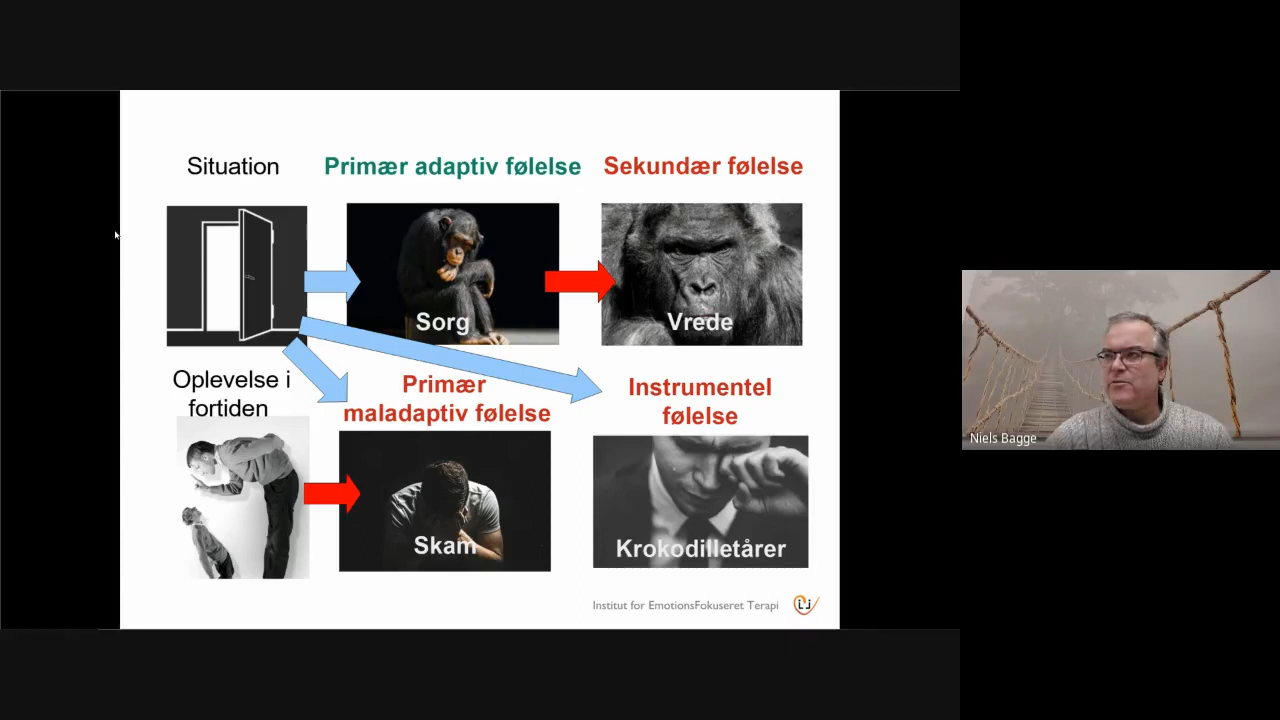 Situation
Primær adaptiv følelse
Sekundær følelse
Sorg
Vrede
Oplevelse i
fortiden
Primær
maladaptiv følelse
Instrumentel
følelse
Skam
Krokodilletårer
Institut for EmotionsFokuseret Terapi
Niels Bagge